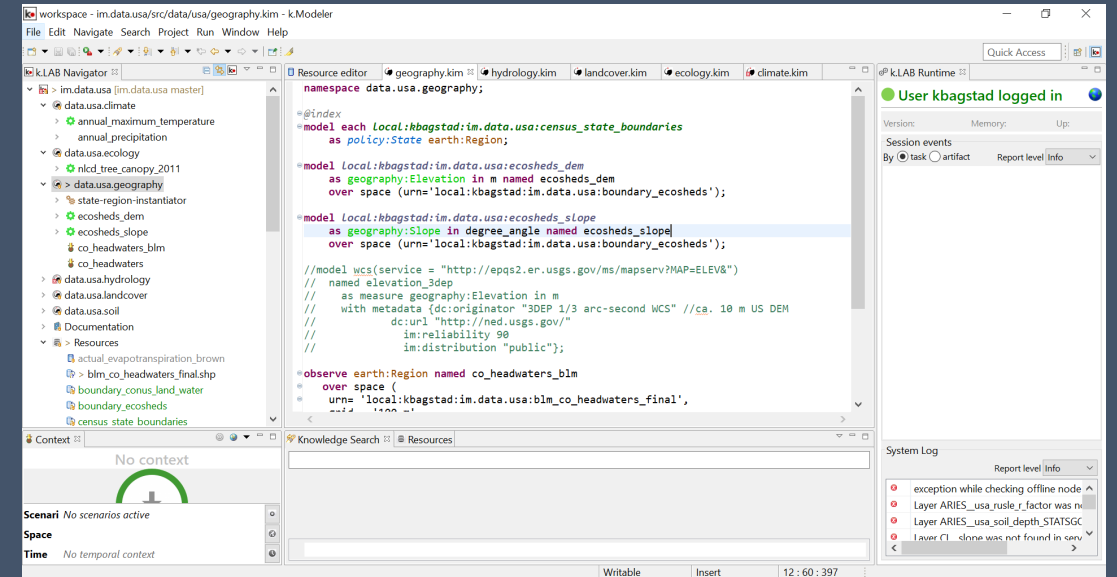 workspace - im.data.usa/src/data/usa/geography.kim - k.Modeler
File Edit Navigate Search Project Run Window Help
Quick Access
k.LAB Navigator
> im.data.usa [im.data.usa master]
data.usa.climate
annual_maximum_temperature
annual_precipitation
data.usa.ecology
nlcd_tree_canopy_2011
> data.usa.geography
state-region-instantiator
ecosheds_dem
ecosheds_slope
co_headwaters_blm
co_headwaters
data.usa.hydrology
data.usa.landcover
data.usa.soil
Documentation
> Resources
actual_evapotranspiration_brown
> blm_co_headwaters_final.shp
boundary_conus_land_water
boundary_ecosheds
census_state_boundaries
Resource editor geography.kim hydrology.kim landcover.kim ecology.kim climate.kim
namespace data.usa.geography;
@index
model each local:kbagstad:im.data.usa:census_state_boundaries
as policy:State earth:Region;
model local:kbagstad:im.data.usa:ecosheds_dem
as geography:Elevation in m named ecosheds_dem
over space (urn='local:kbagstad:im.data.usa:boundary_ecosheds');
model local:kbagstad:im.data.usa:ecosheds_slope
as geography:Slope in degree_angle named ecosheds_slope
over space (urn='local:kbagstad:im.data.usa:boundary_ecosheds');
//model wcs(service = "http://epqs2.er.usgs.gov/ms/mapserv?MAP=ELEV&")
// named elevation_3dep
// as measure geography:Elevation in m
// with metadata {dc:originator "3DEP 1/3 arc-second WCS" //ca. 10 m US DEM
// dc:url "http://ned.usgs.gov/"
// im:reliability 90
// im:distribution "public"};
observe earth:Region named co_headwaters_blm
over space (
urn= 'local:kbagstad:im.data.usa:blm_co_headwaters_final',
k.LAB Runtime
User kbagstad logged in
Version: Memory: Up:
Session events
By task artifact Report level Info
System Log
Report level Info
exception while checking offline node
Layer ARIES__usa_rusle_r_factor was
Layer ARIES__usa_soil_depth_STATSGC
slope was not found in serv
Context
No context
Scenari No scenarios active
Space
Time No temporal context
Knowledge Search Resources
Writable Insert 12 : 60 : 397